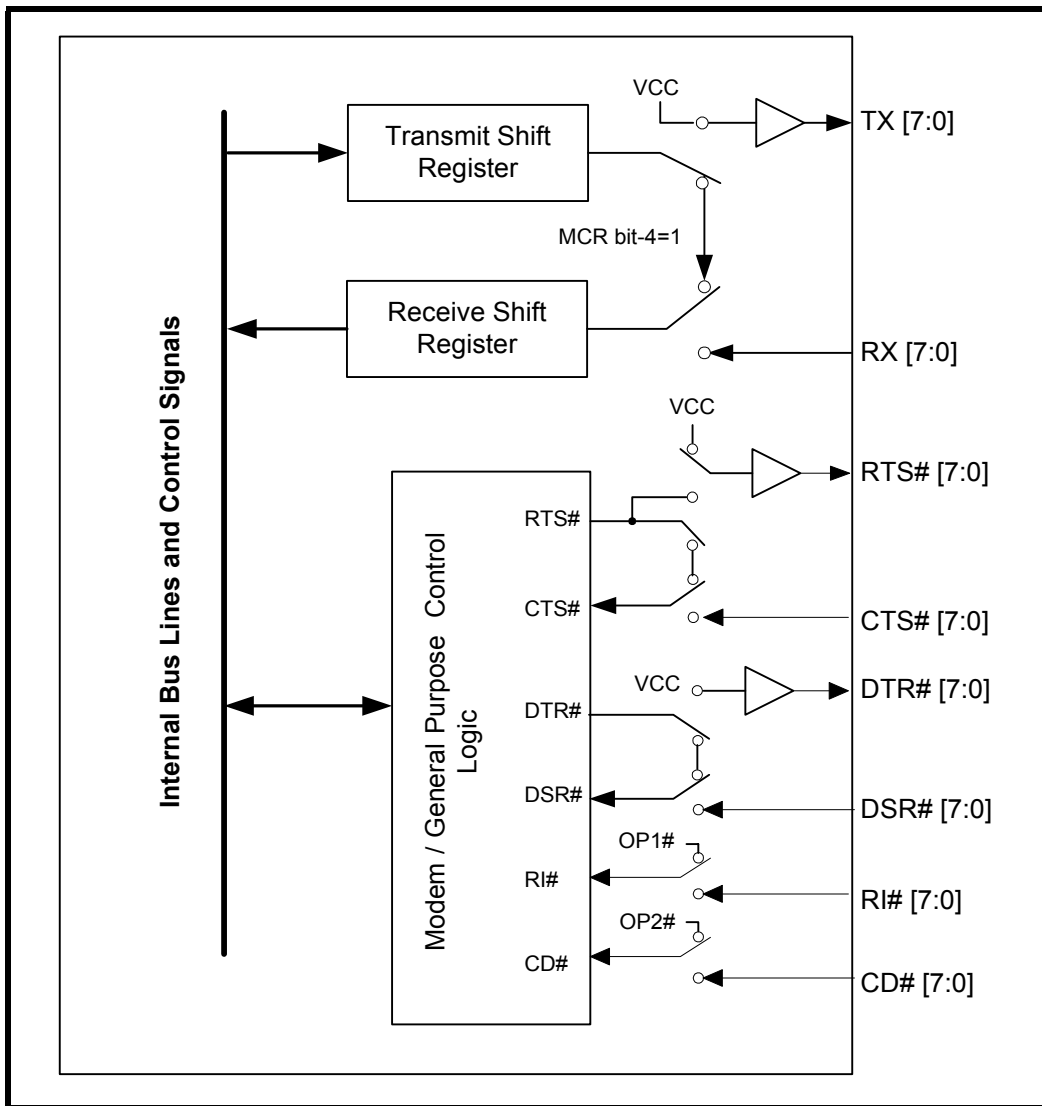 VCC
TX [7:0]
Transmit Shift
Register
MCR bit-4=1
Receive Shift
Register
RX [7:0]
Internal Bus Lines and Control Signals
VCC
RTS# [7:0]
Modem / General Purpose Control
Logic
RTS#
CTS#
CTS# [7:0]
VCC
DTR# [7:0]
DTR#
DSR#
DSR# [7:0]
OP1#
RI#
RI# [7:0]
OP2#
CD#
CD# [7:0]